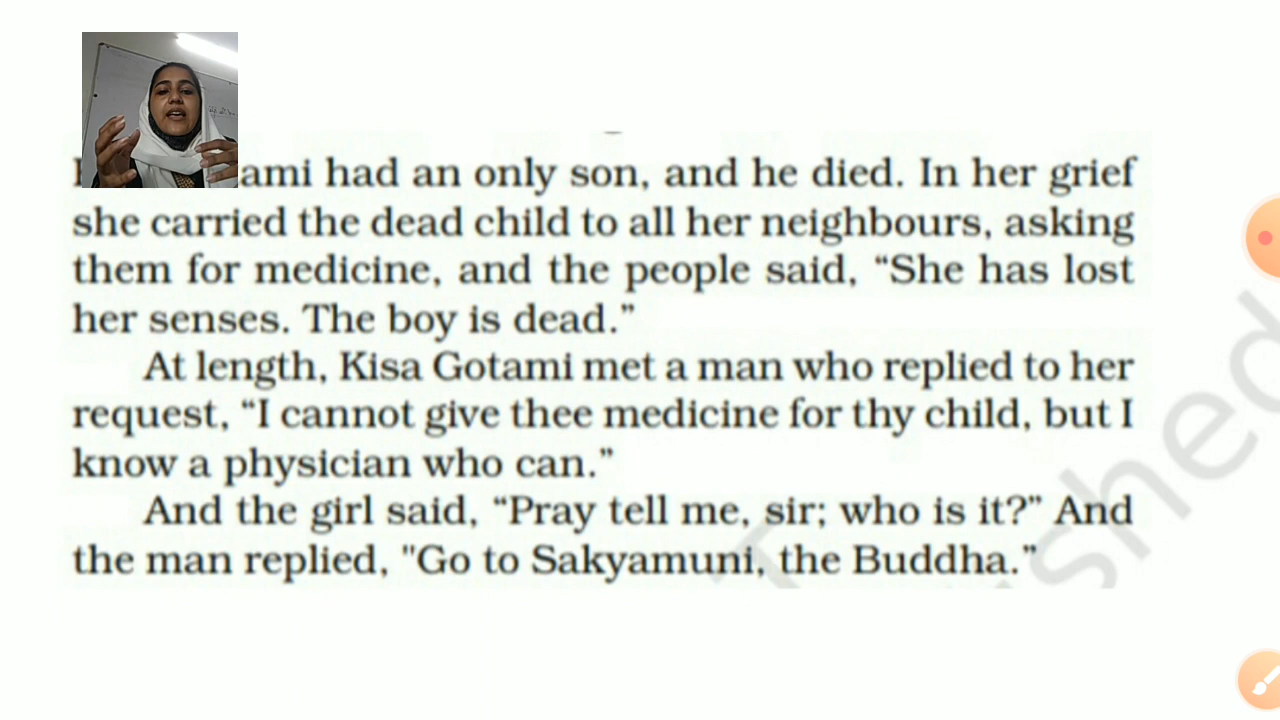 ami had an only son, and he died. In her grief
she carried the dead child to all her neighbours, asking
them for medicine, and the people said, “She has lost
her senses. The boy is dead.”
At length, Kisa Gotami met a man who replied to her
request, “I cannot give thee medicine for thy child, but I
know a physician who can.”
And the girl said, “Pray tell me, sir; who is it?” And
the man replied, "Go to Sakyamuni, the Buddha.”
shed